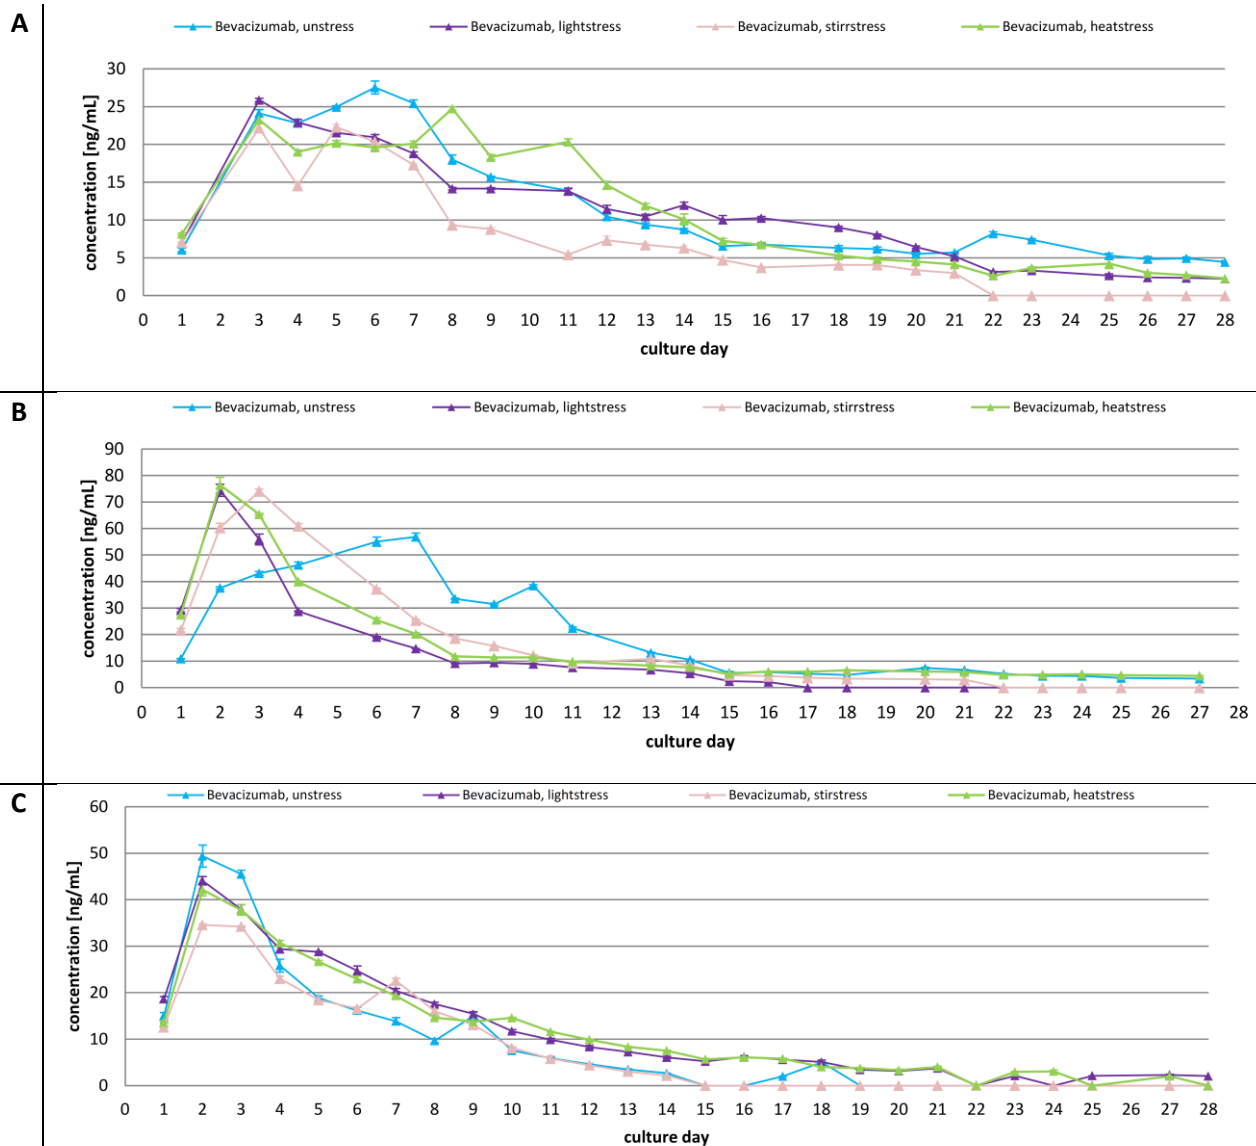 A
Bevacizumab, unstress Bevacizumab, lightstress Bevacizumab, stirrstress Bevacizumab, heatstress
concentration [ng/mL]
30
25
20
15
10
5
0
0 1 2 3 4 5 6 7 8 9 10 11 12 13 14 15 16 17 18 19 20 21 22 23 24 25 26 27 28
culture day
B
Bevacizumab, unstress Bevacizumab, lightstress Bevacizumab, stirrstress Bevacizumab, heatstress
concentration [ng/mL]
90
80
70
60
50
40
30
20
10
0
0 1 2 3 4 5 6 7 8 9 10 11 12 13 14 15 16 17 18 19 20 21 22 23 24 25 26 27 28
culture day
C
Bevacizumab, unstress Bevacizumab, lightstress Bevacizumab, stirstress Bevacizumab, heatstress
concentration [ng/mL]
60
50
40
30
20
10
0
0 1 2 3 4 5 6 7 8 9 10 11 12 13 14 15 16 17 18 19 20 21 22 23 24 25 26 27 28
culture day